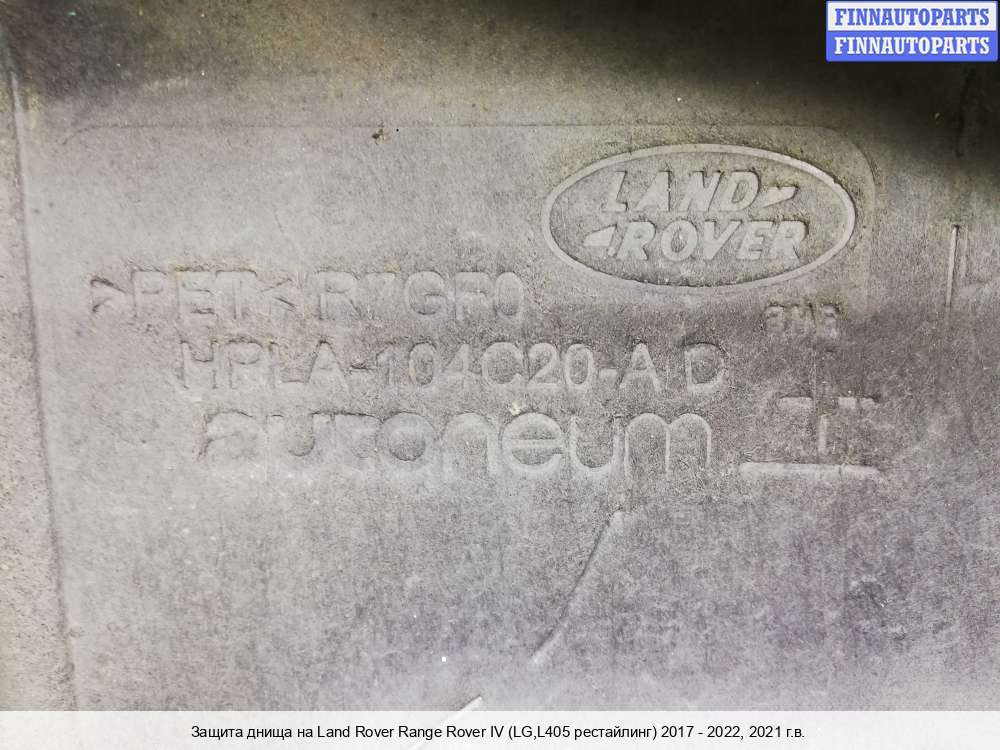 FINNAUTOPARTS
FINNAUTOPARTS
LAND
ROVER
>PET< R7GF0
HPLA-104C20-A D
autoneum
Защита днища на Land Rover Range Rover IV (LG,L405 рестайлинг) 2017 - 2022, 2021 г.в.